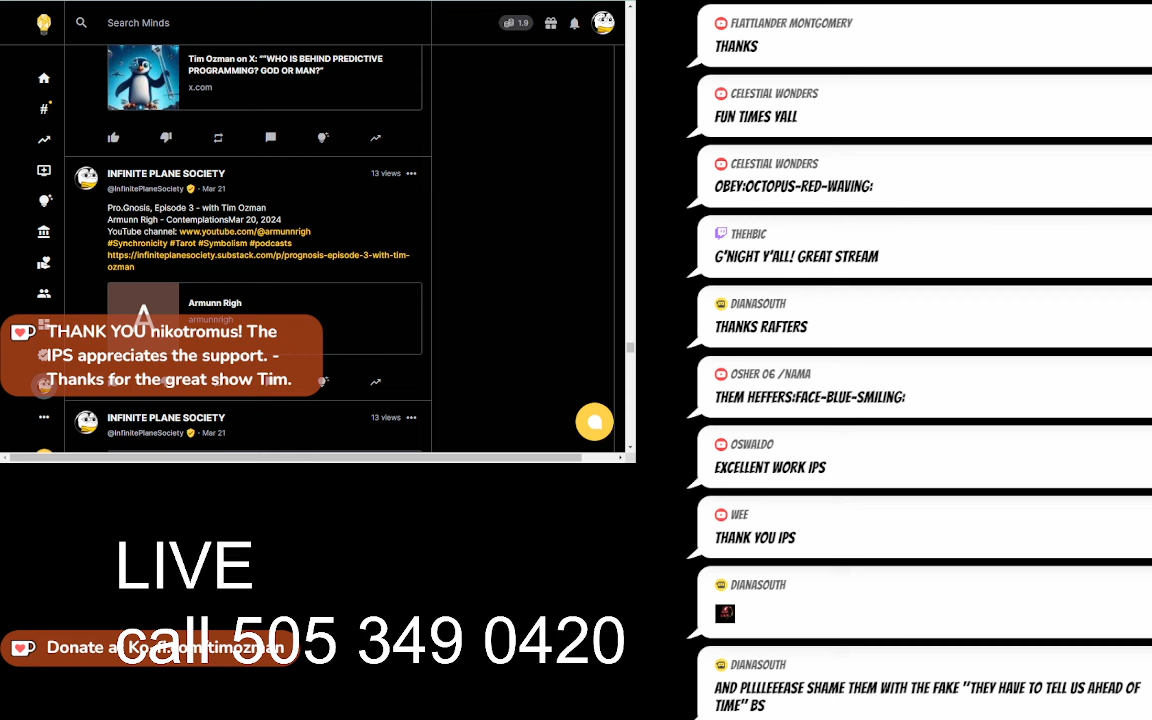 Search Minds
1.9
Tim Ozman on X: ““WHO IS BEHIND PREDICTIVE
PROGRAMMING? GOD OR MAN?”
x.com
INFINITE PLANE SOCIETY
13 views
@InfinitePlaneSociety · Mar 21
Pro.Gnosis, Episode 3 - with Tim Ozman
Armunn Righ - ContemplationsMar 20, 2024
YouTube channel: www.youtube.com/@armunnrigh
#Synchronicity #Tarot #Symbolism #podcasts
https://infiniteplanesociety.substack.com/p/prognosis-episode-3-with-tim-
ozman
A
Armunn Righ
armunnrigh
THANK YOU nikotromus! The
IPS appreciates the support. -
Thanks for the great show Tim.
INFINITE PLANE SOCIETY
13 views
@InfinitePlaneSociety · Mar 21
LIVE
call 505 349 0420
Donate at Ko-fi.com/timozman
FLATTLANDER MONTGOMERY
THANKS
CELESTIAL WONDERS
FUN TIMES YALL
CELESTIAL WONDERS
OBEY:OCTOPUS-RED-WAVING:
THEHBIC
G'NIGHT Y'ALL! GREAT STREAM
DIANASOUTH
THANKS RAFTERS
OSHER 06 /NAMA
THEM HEFFERS:FACE-BLUE-SMILING:
OSWALDO
EXCELLENT WORK IPS
WEE
THANK YOU IPS
DIANASOUTH
DIANASOUTH
AND PLLLEEEASE SHAME THEM WITH THE FAKE "THEY HAVE TO TELL US AHEAD OF
TIME" BS